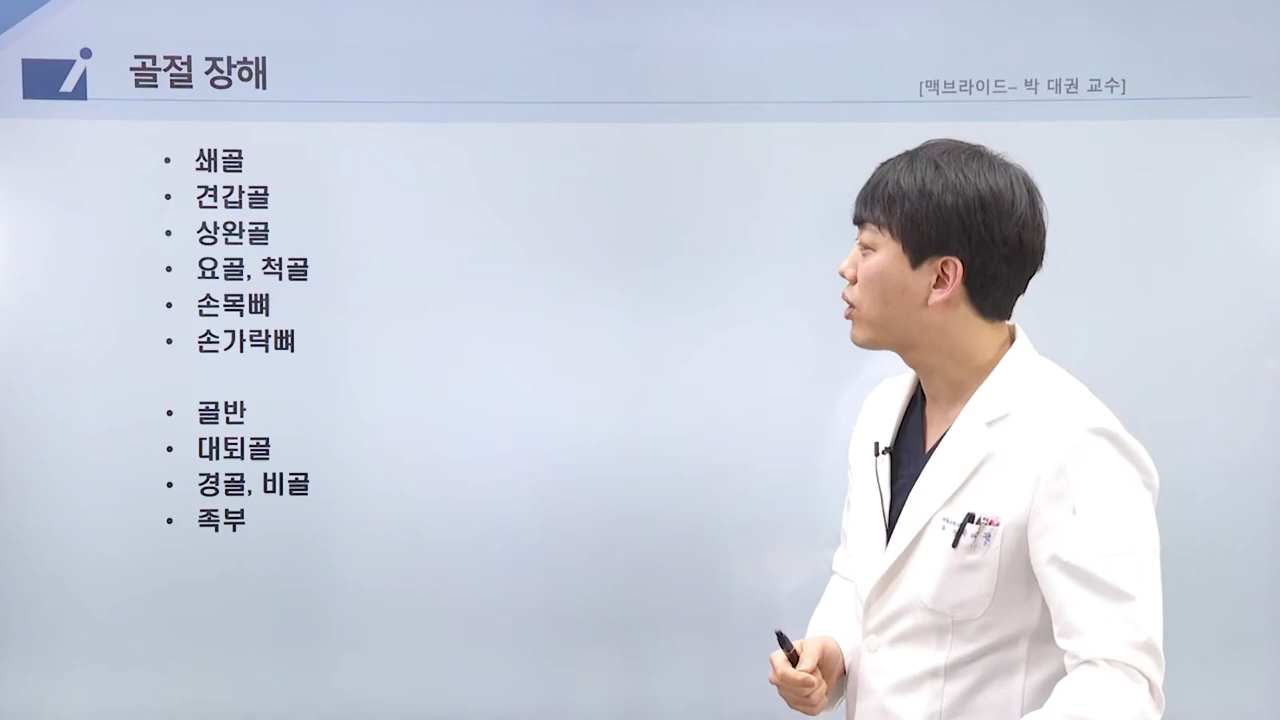 골절 장해
[맥브라이드– 박 대권 교수]
• 쇄골
• 견갑골
• 상완골
• 요골, 척골
• 손목뼈
• 손가락뼈
• 골반
• 대퇴골
• 경골, 비골
• 족부